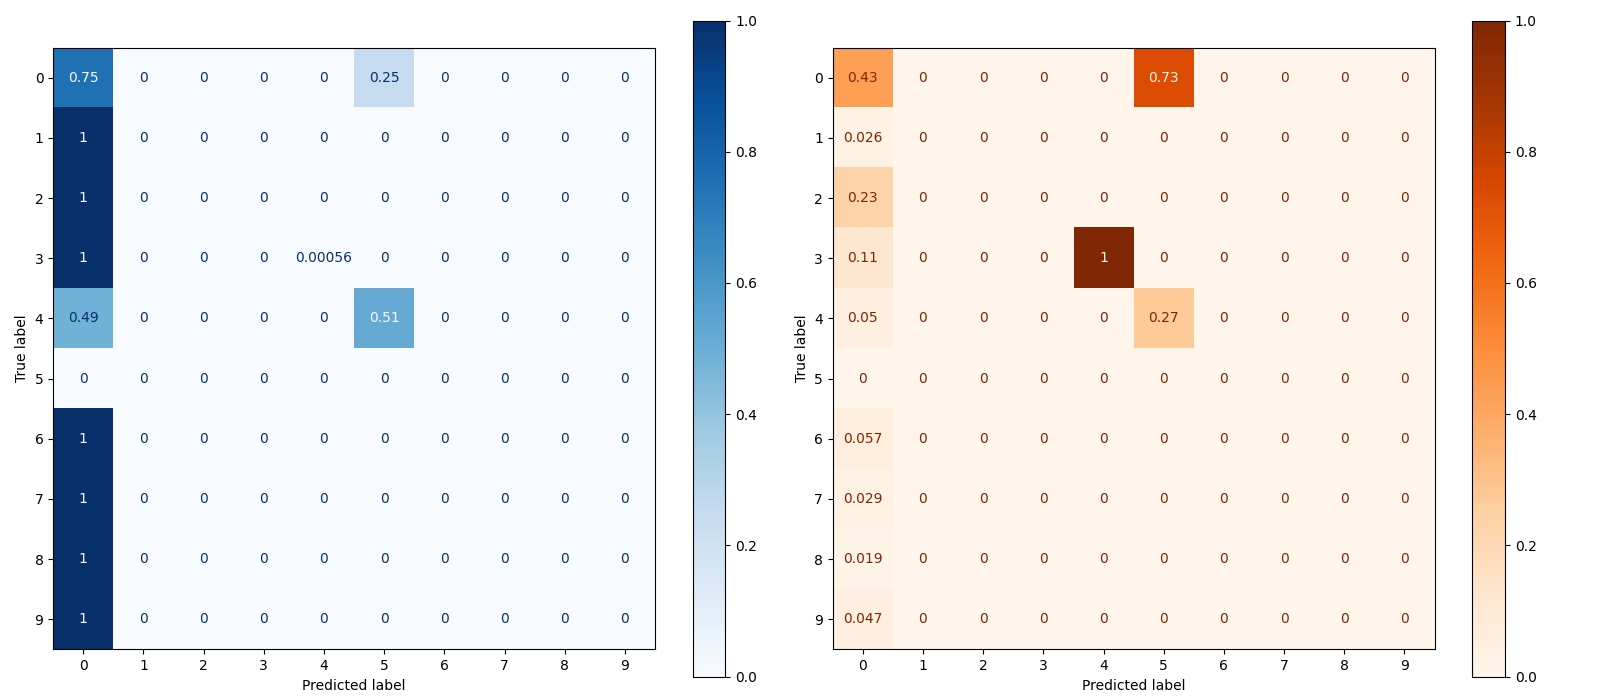 0 0.75 0 0 0 0 0.25 0 0 0 0
1 1 0 0 0 0 0 0 0 0 0
2 1 0 0 0 0 0 0 0 0 0
3 1 0 0 0 0.00056 0 0 0 0 0
4 0.49 0 0 0 0 0.51 0 0 0 0
5 0 0 0 0 0 0 0 0 0 0
6 1 0 0 0 0 0 0 0 0 0
7 1 0 0 0 0 0 0 0 0 0
8 1 0 0 0 0 0 0 0 0 0
9 1 0 0 0 0 0 0 0 0 0
0 1 2 3 4 5 6 7 8 9
Predicted label
True label
1.0
0.8
0.6
0.4
0.2
0.0
0 0.43 0 0 0 0 0.73 0 0 0 0
1 0.026 0 0 0 0 0 0 0 0 0
2 0.23 0 0 0 0 0 0 0 0 0
3 0.11 0 0 0 1 0 0 0 0 0
4 0.05 0 0 0 0 0.27 0 0 0 0
5 0 0 0 0 0 0 0 0 0 0
6 0.057 0 0 0 0 0 0 0 0 0
7 0.029 0 0 0 0 0 0 0 0 0
8 0.019 0 0 0 0 0 0 0 0 0
9 0.047 0 0 0 0 0 0 0 0 0
0 1 2 3 4 5 6 7 8 9
Predicted label
True label
1.0
0.8
0.6
0.4
0.2
0.0